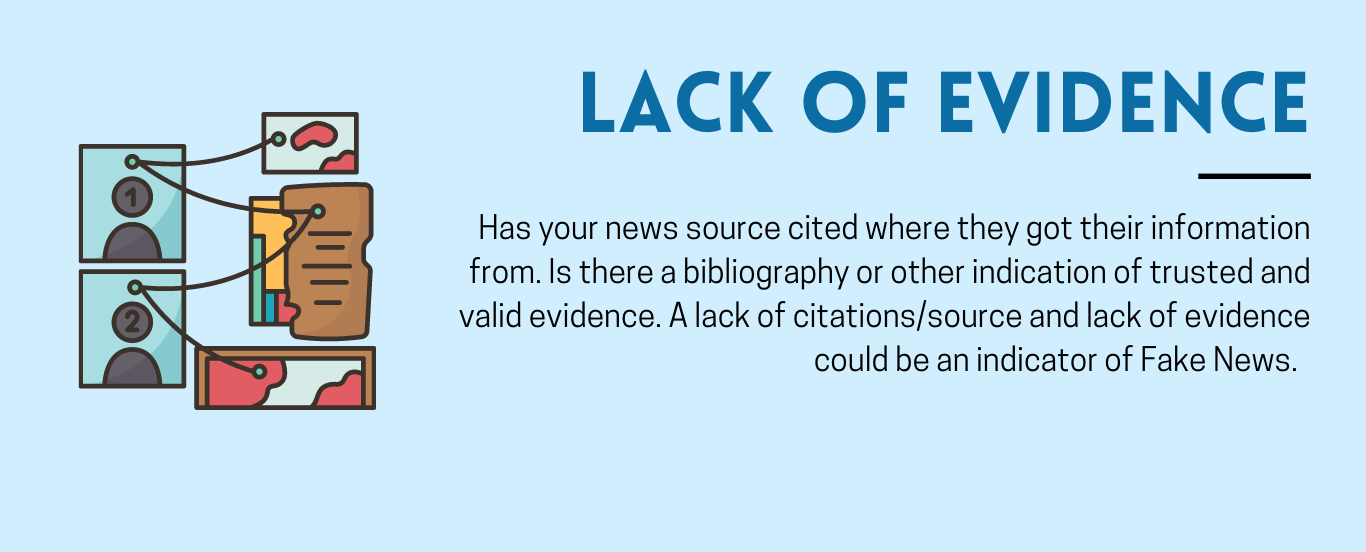 LACK OF EVIDENCE
Has your news source cited where they got their information
from. Is there a bibliography or other indication of trusted and
valid evidence. A lack of citations/source and lack of evidence
could be an indicator of Fake News.
1
2